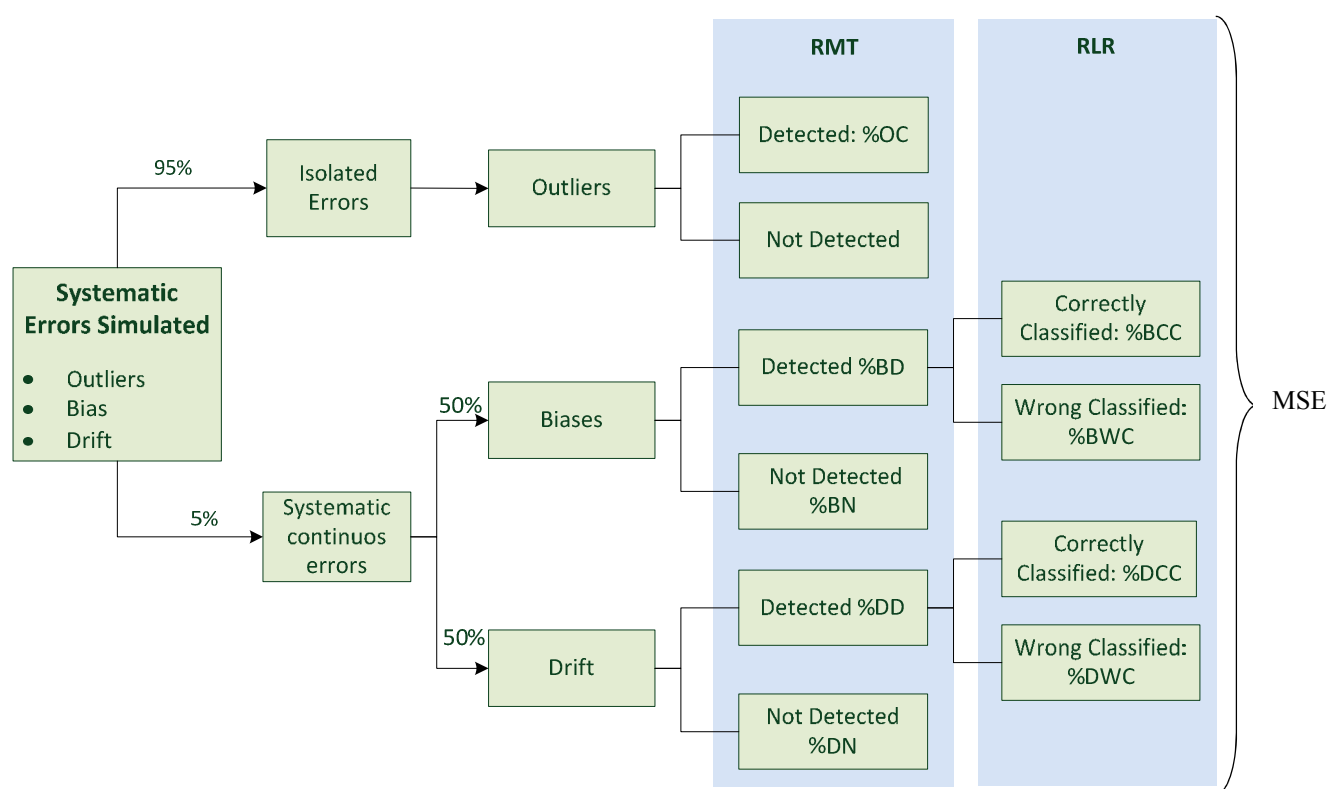 RMT
RLR
Detected: %OC
95%
Isolated
Errors
Outliers
Not Detected
Systematic
Errors Simulated
• Outliers
• Bias
• Drift
Correctly
Classified: %BCC
Detected %BD
50%
Biases
Wrong Classified:
%BWC
MSE
Not Detected
%BN
5%
Systematic
continuos
errors
Correctly
Classified: %DCC
Detected %DD
50%
Drift
Wrong Classified:
%DWC
Not Detected
%DN